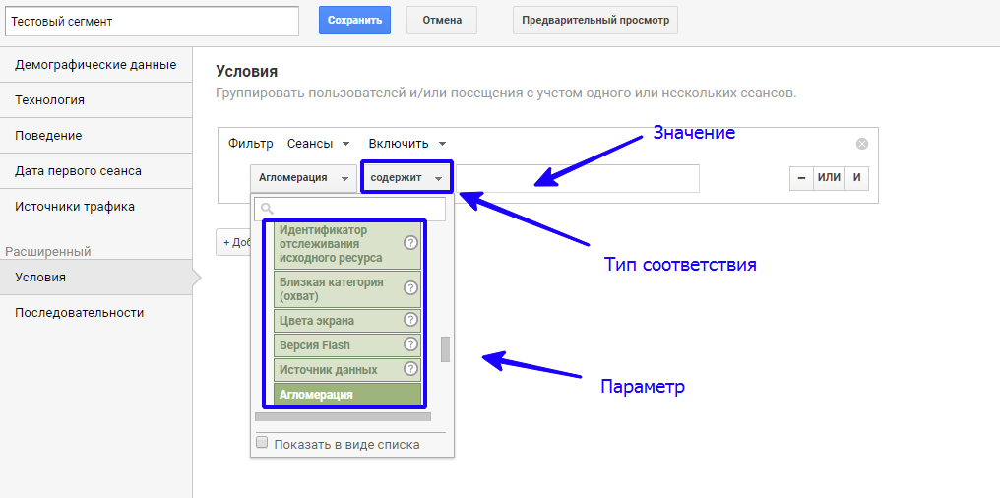 Тестовый сегмент
Сохранить
Отмена
Предварительный просмотр
Демографические данные
Технология
Поведение
Дата первого сеанса
Источники трафика
Расширенный
Условия
Последовательности
Условия
Группировать пользователей и/или посещения с учетом одного или нескольких сеансов.
Фильтр Сеансы Включить
Значение
Агломерация содержит
– ИЛИ И
+ Доб
Идентификатор
отслеживания
исходного ресурса
?
Близкая категория
(охват)
?
Цвета экрана ?
Версия Flash ?
Источник данных ?
Агломерация
Показать в виде списка
Тип соответствия
Параметр